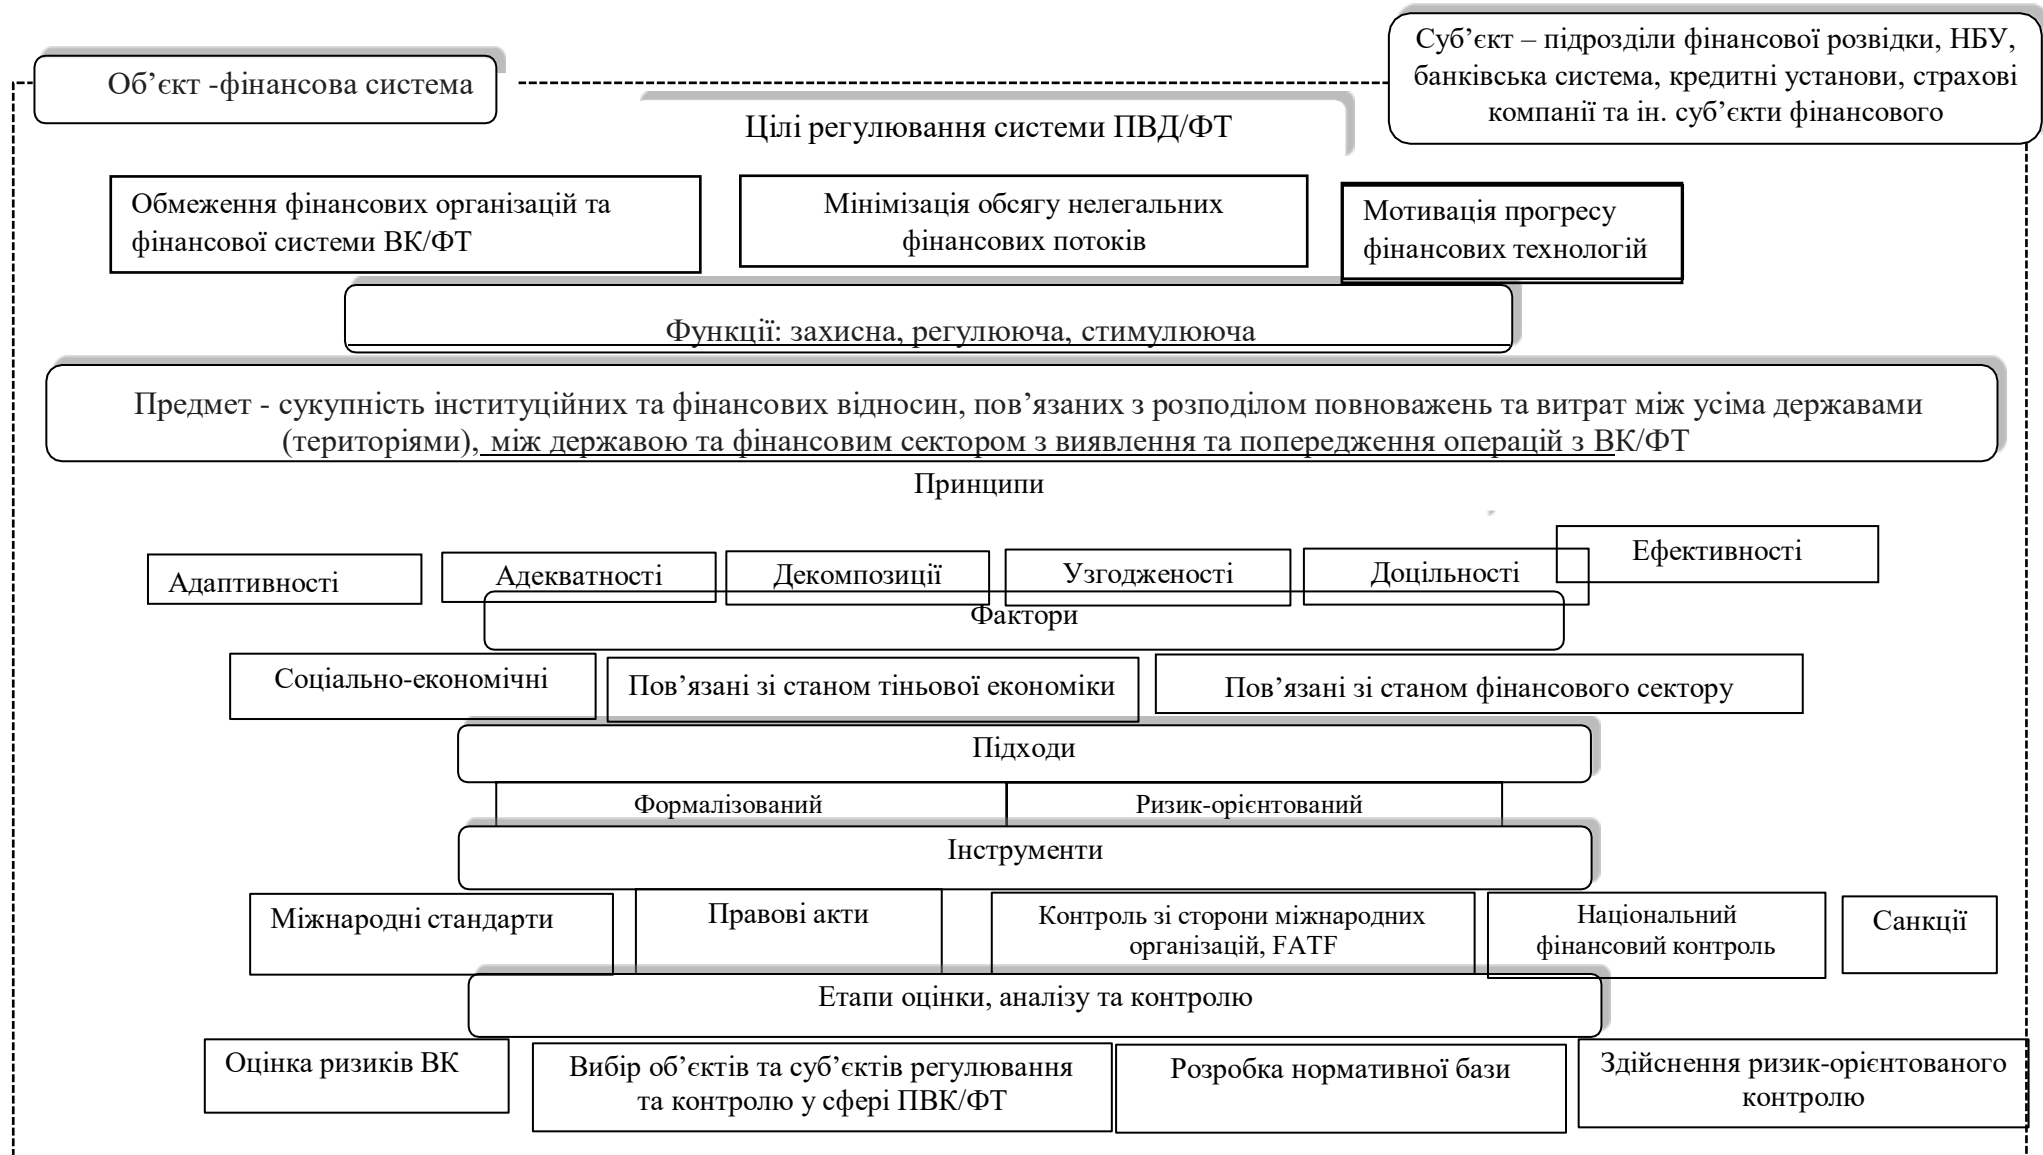 Об’єкт -фінансова система
Суб’єкт – підрозділи фінансової розвідки, НБУ,
банківська система, кредитні установи, страхові
компанії та ін. суб’єкти фінансового
Цілі регулювання системи ПВД/ФТ
Обмеження фінансових організацій та
фінансової системи ВК/ФТ
Мінімізація обсягу нелегальних
фінансових потоків
Мотивація прогресу
фінансових технологій
Функції: захисна, регулююча, стимулююча
Предмет - сукупність інституційних та фінансових відносин, пов’язаних з розподілом повноважень та витрат між усіма державами
(територіями), між державою та фінансовим сектором з виявлення та попередження операцій з ВК/ФТ
Принципи
Адаптивності
Адекватності
Декомпозиції
Узгодженості
Доцільності
Ефективності
Фактори
Соціально-економічні
Пов’язані зі станом тіньової економіки
Пов’язані зі станом фінансового сектору
Підходи
Формалізований
Ризик-орієнтований
Інструменти
Міжнародні стандарти
Правові акти
Контроль зі сторони міжнародних
організацій, FATF
Національний
фінансовий контроль
Санкції
Етапи оцінки, аналізу та контролю
Оцінка ризиків ВК
Вибір об’єктів та суб’єктів регулювання
та контролю у сфері ПВК/ФТ
Розробка нормативної бази
Здійснення ризик-орієнтованого
контролю